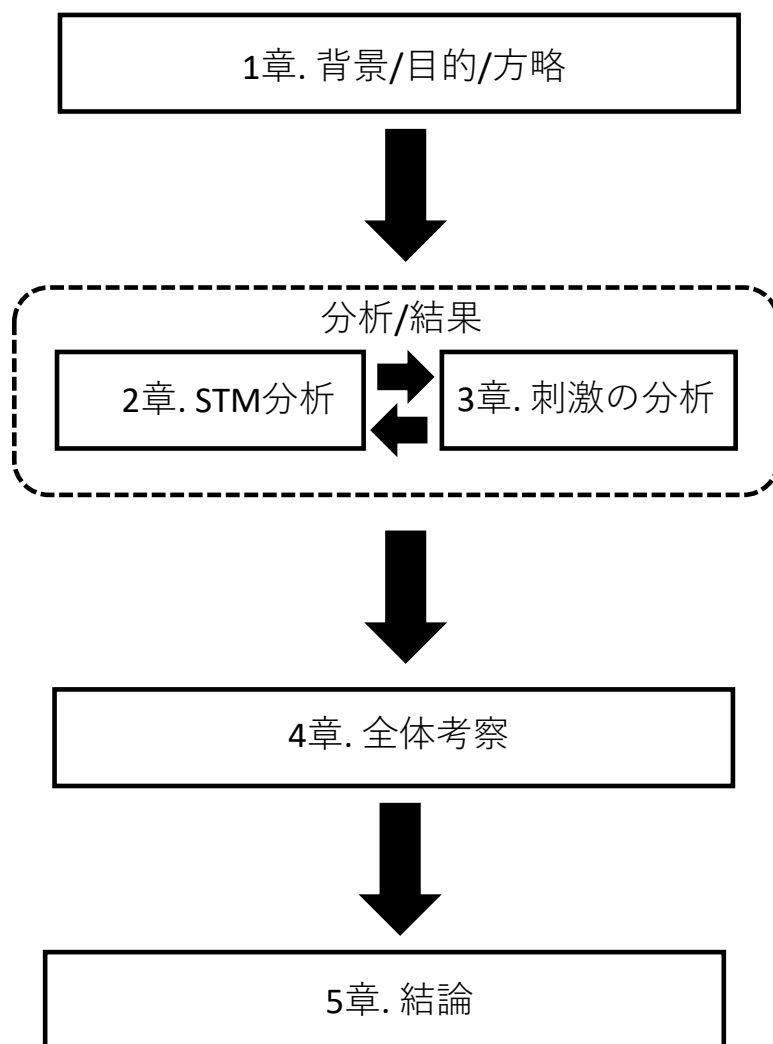 1章. 背景/目的/方略
分析/結果
2章. STM分析
3章. 刺激の分析
4章. 全体考察
5章. 結論